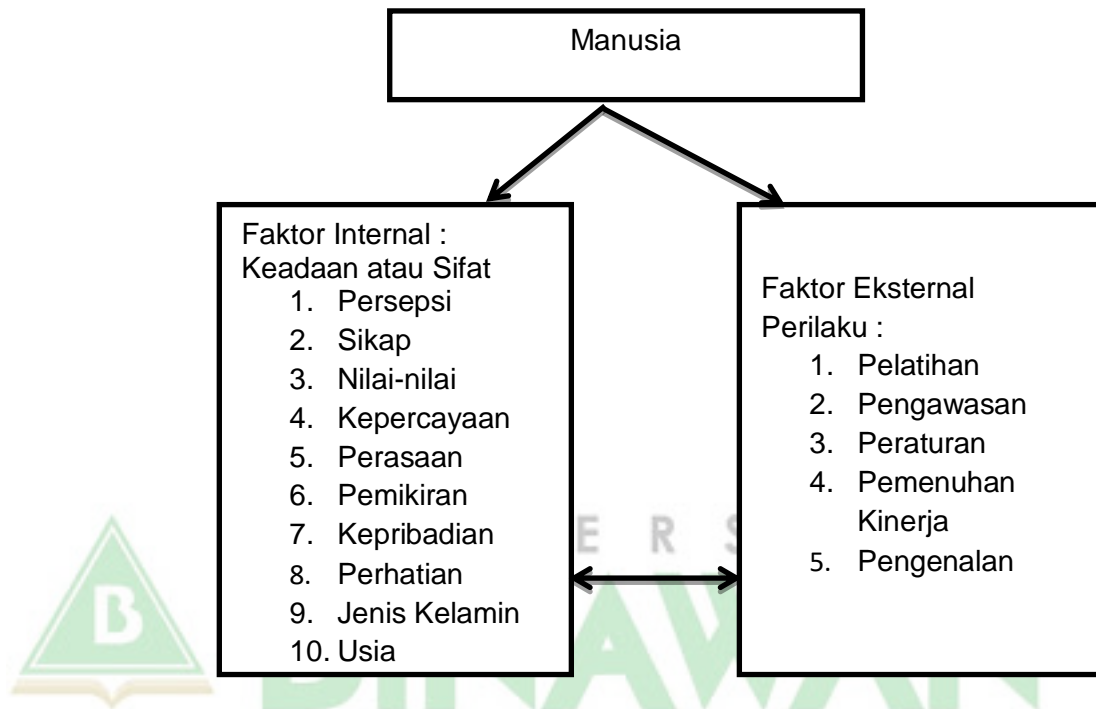 Manusia
Faktor Internal :
Keadaan atau Sifat
1. Persepsi
2. Sikap
3. Nilai-nilai
4. Kepercayaan
5. Perasaan
6. Pemikiran
7. Kepribadian
8. Perhatian
9. Jenis Kelamin
10. Usia
Faktor Eksternal
Perilaku :
1. Pelatihan
2. Pengawasan
3. Peraturan
4. Pemenuhan
Kinerja
5. Pengenalan
B
BINAWAN